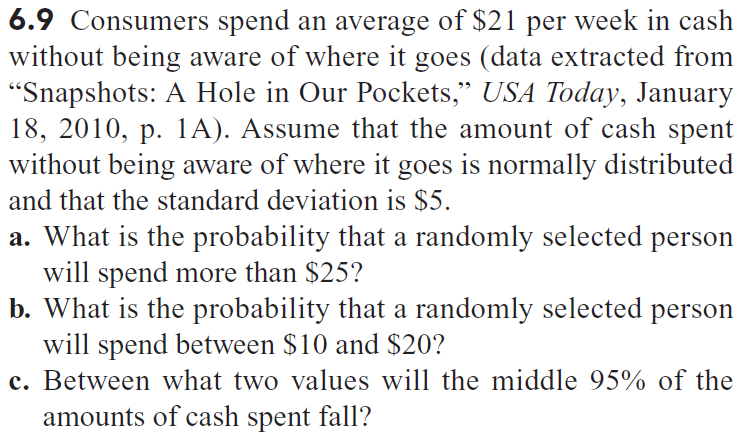 6.9 Consumers spend an average of $21 per week in cash
without being aware of where it goes (data extracted from
“Snapshots: A Hole in Our Pockets,” USA Today, January
18, 2010, p. 1A). Assume that the amount of cash spent
without being aware of where it goes is normally distributed
and that the standard deviation is $5.
a. What is the probability that a randomly selected person
will spend more than $25?
b. What is the probability that a randomly selected person
will spend between $10 and $20?
c. Between what two values will the middle 95% of the
amounts of cash spent fall?